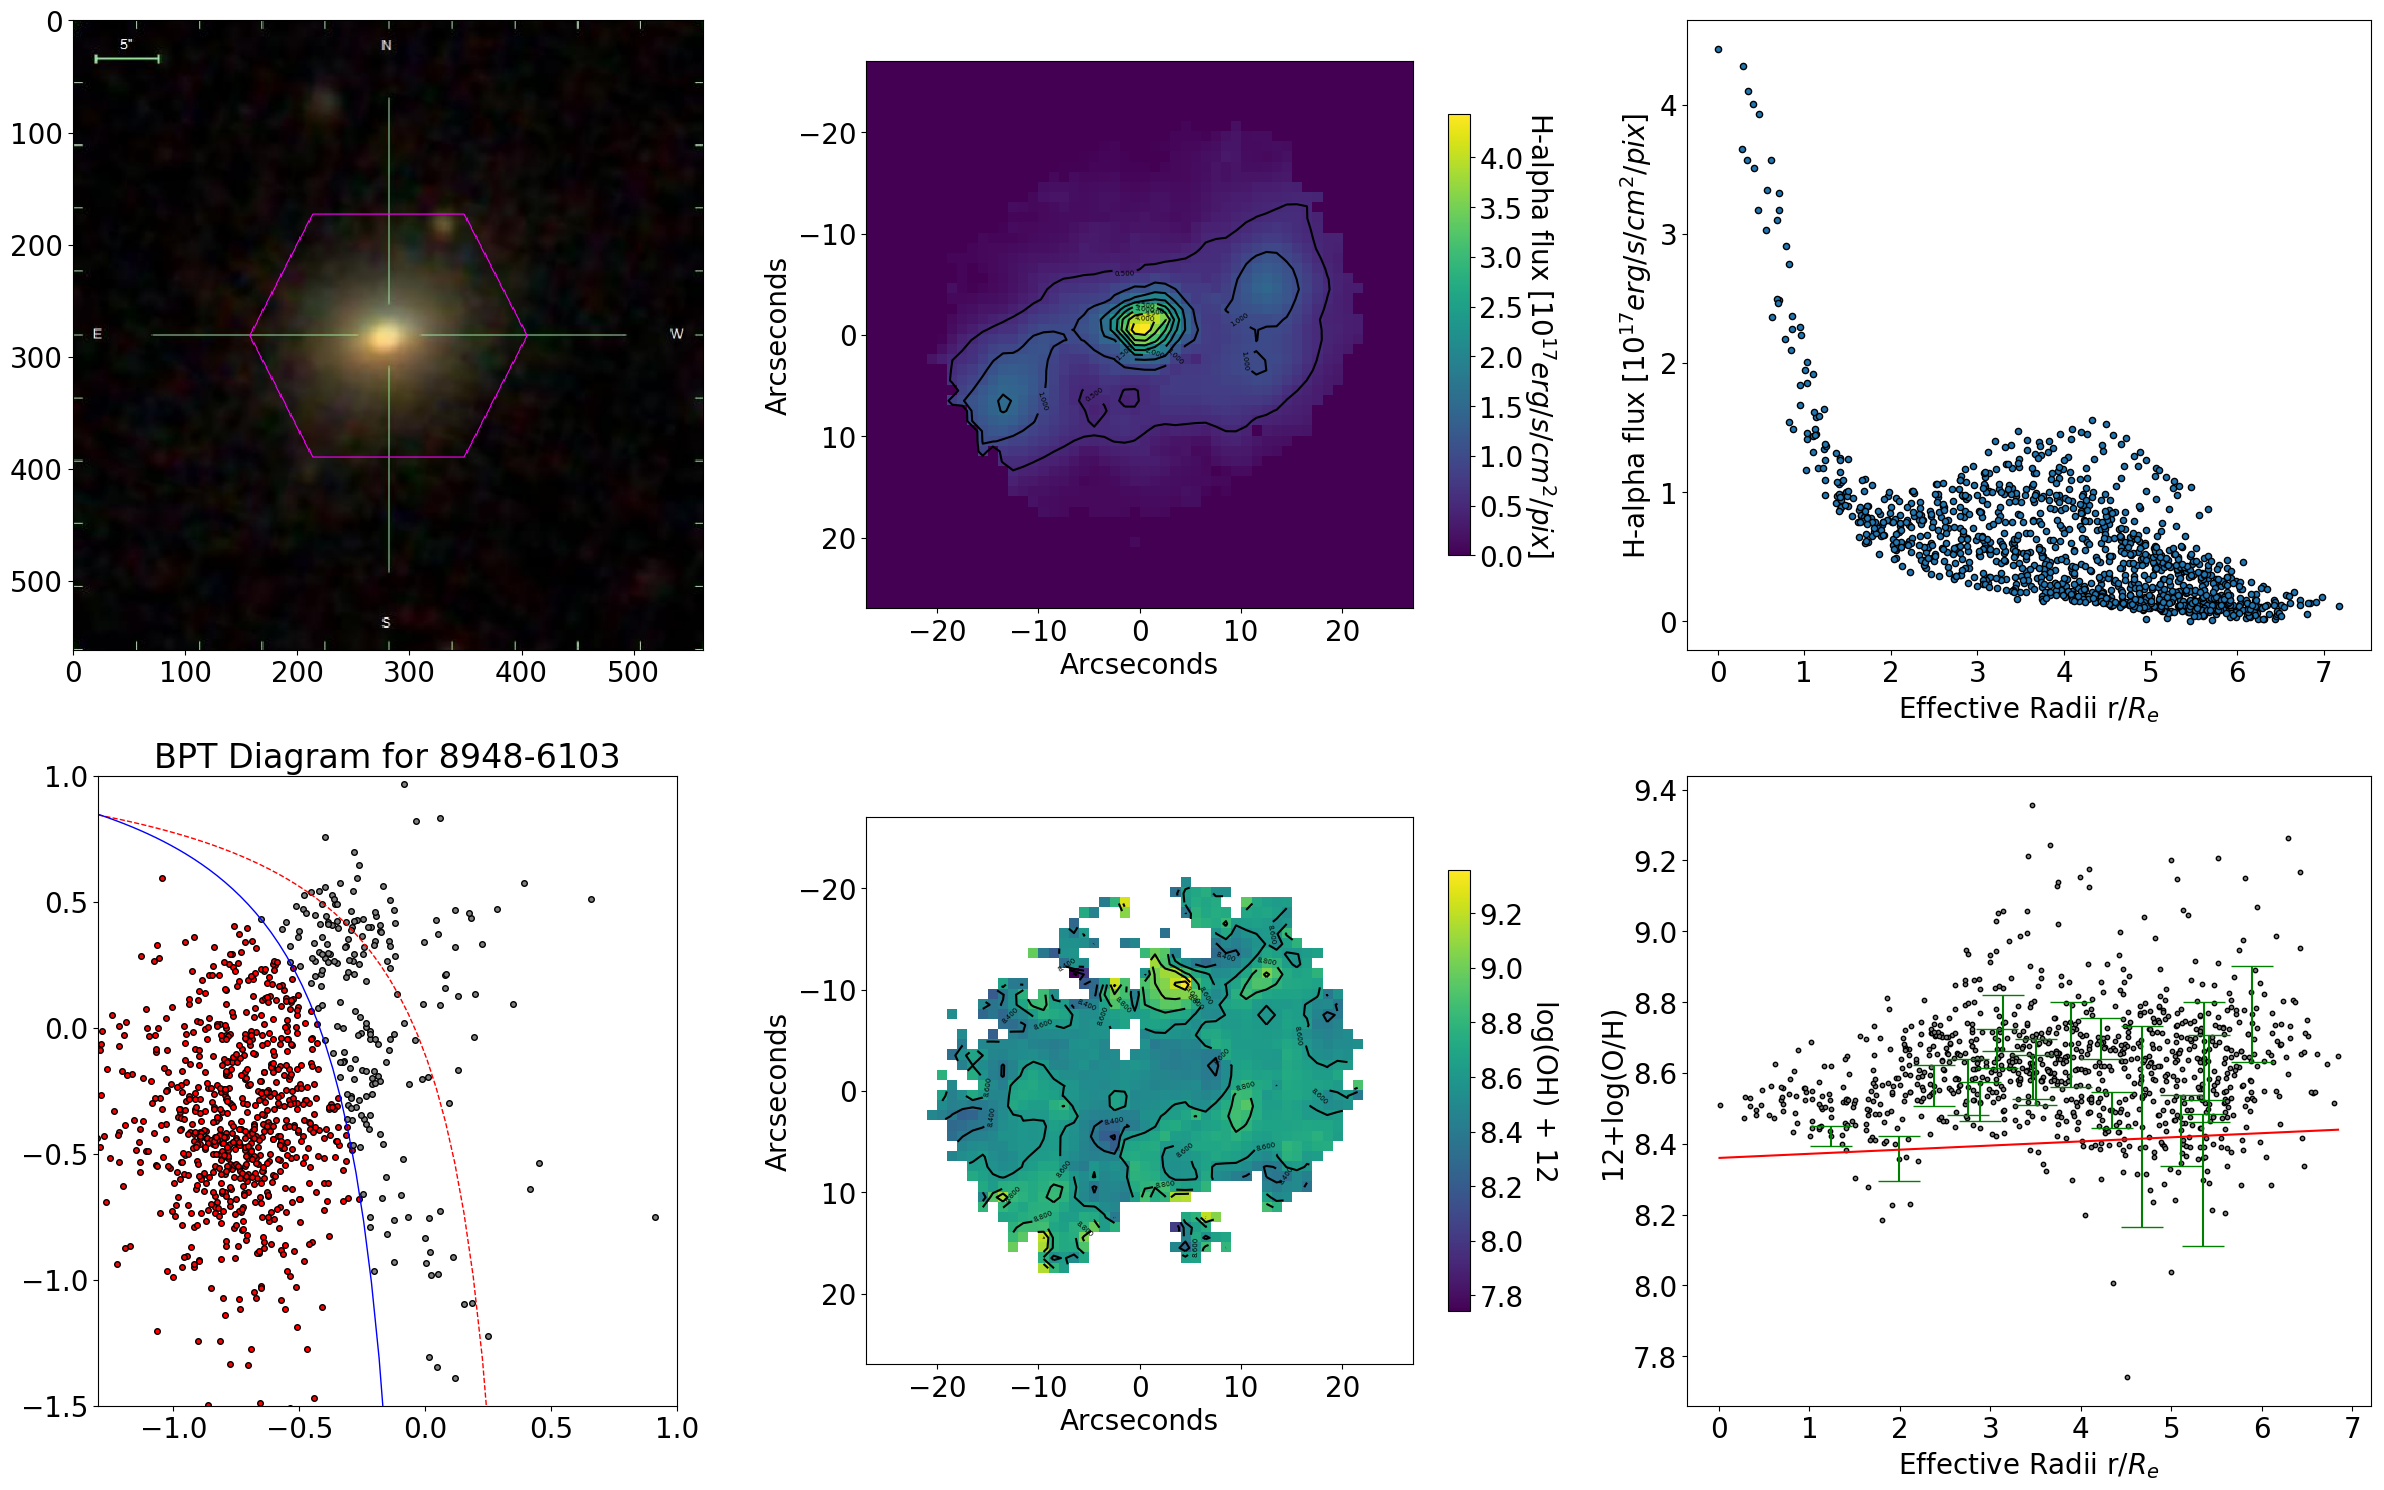 0
100
200
300
400
500
5"
N
E
W
S
0 100 200 300 400 500
−20
−10
0
10
20
Arcseconds
−20 −10 0 10 20
Arcseconds
4.0
3.5
3.0
2.5
2.0
1.5
1.0
0.5
0.0
H-alpha flux [10^17 erg/s/cm^2/pix]
4
3
2
1
0
H-alpha flux [10^17 erg/s/cm^2/pix]
0 1 2 3 4 5 6 7
Effective Radii r/R_e
BPT Diagram for 8948-6103
1.0
0.5
0.0
−0.5
−1.0
−1.5
−1.0 −0.5 0.0 0.5 1.0
−20
−10
0
10
20
Arcseconds
−20 −10 0 10 20
Arcseconds
9.2
9.0
8.8
8.6
8.4
8.2
8.0
7.8
log(OH) + 12
9.4
9.2
9.0
8.8
8.6
8.4
8.2
8.0
7.8
12+log(O/H)
0 1 2 3 4 5 6 7
Effective Radii r/R_e